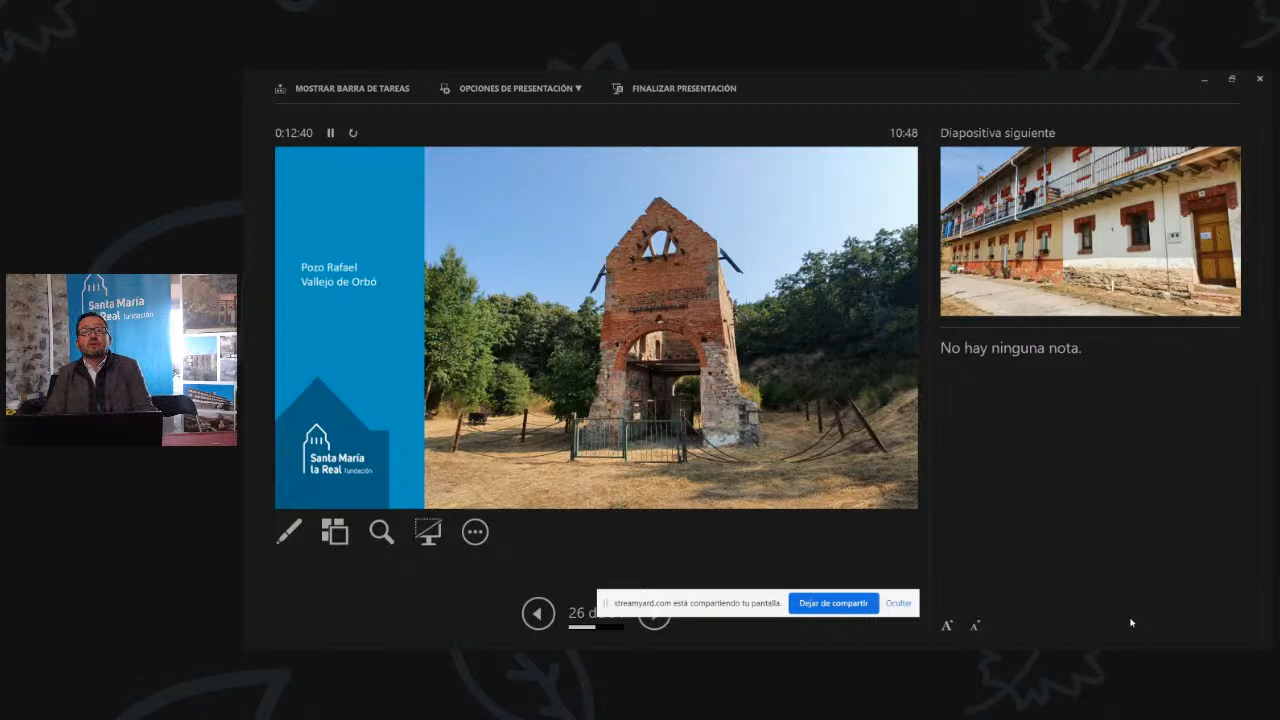 MOSTRAR BARRA DE TAREAS
OPCIONES DE PRESENTACIÓN ▼
FINALIZAR PRESENTACIÓN
0:12:40
10:48
Diapositiva siguiente
Pozo Rafael
Vallejo de Orbó
Santa María
la Real fundación
No hay ninguna nota.
Santa María
Real fundación
26 d
streamyard.com está compartiendo tu pantalla.
Dejar de compartir
Ocultar
A
A